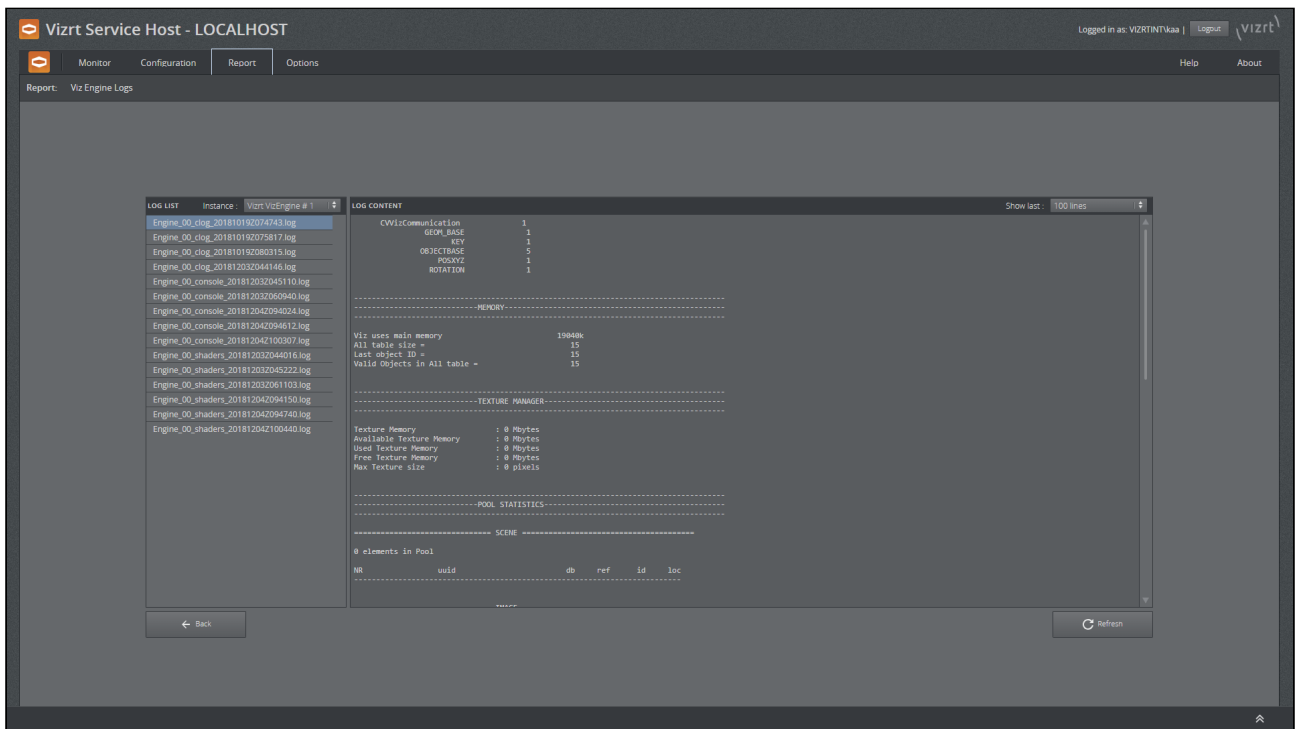 Vizrt Service Host - LOCALHOST
Logged in as: VIZRTINT\kaa | Logout
vizrt
Monitor Configuration Report Options Help About
Report: Viz Engine Logs
LOG LIST Instance : Vizrt VizEngine # 1
Engine_00_clog_20181019Z074743.log
Engine_00_clog_20181019Z075817.log
Engine_00_clog_20181019Z080315.log
Engine_00_clog_20181203Z044146.log
Engine_00_console_20181203Z045110.log
Engine_00_console_20181203Z060940.log
Engine_00_console_20181204Z094024.log
Engine_00_console_20181204Z094612.log
Engine_00_console_20181204Z100307.log
Engine_00_shaders_20181203Z044016.log
Engine_00_shaders_20181203Z045222.log
Engine_00_shaders_20181203Z061103.log
Engine_00_shaders_20181204Z094150.log
Engine_00_shaders_20181204Z094740.log
Engine_00_shaders_20181204Z100440.log
LOG CONTENT Show last : 100 lines
CVVizCommunication 1
GEOM_BASE 1
KEY 1
OBJECTBASE 5
POSXYZ 1
ROTATION 1
----------------------------MEMORY----------------------------
Viz uses main memory 19040k
All table size = 15
Last object ID = 15
Valid Objects in All table = 15
----------------------------TEXTURE MANAGER----------------------------
Texture Memory : 0 Mbytes
Available Texture Memory : 0 Mbytes
Used Texture Memory : 0 Mbytes
Free Texture Memory : 0 Mbytes
Max Texture size : 0 pixels
----------------------------POOL STATISTICS----------------------------
=============================== SCENE ===============================
0 elements in Pool
NR uuid db ref id loc
IMAGE
Back
Refresh